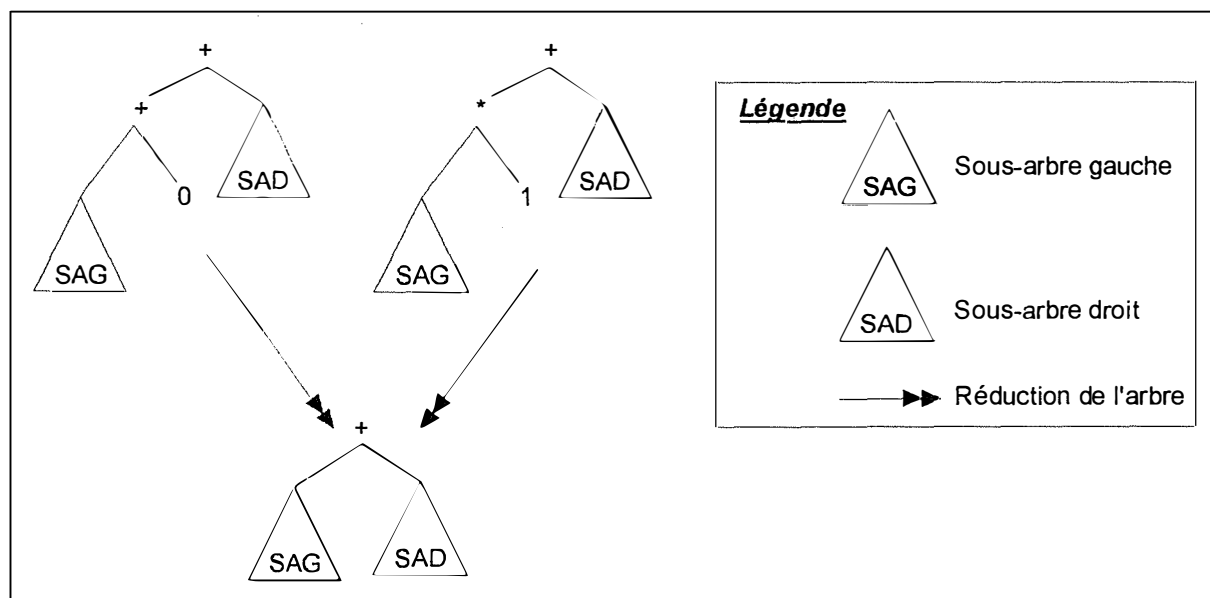 +
+
0
SAD
SAG
+
*
1
SAD
SAG
+
SAG
SAD
Légende
SAG
Sous-arbre gauche
SAD
Sous-arbre droit
Réduction de l'arbre